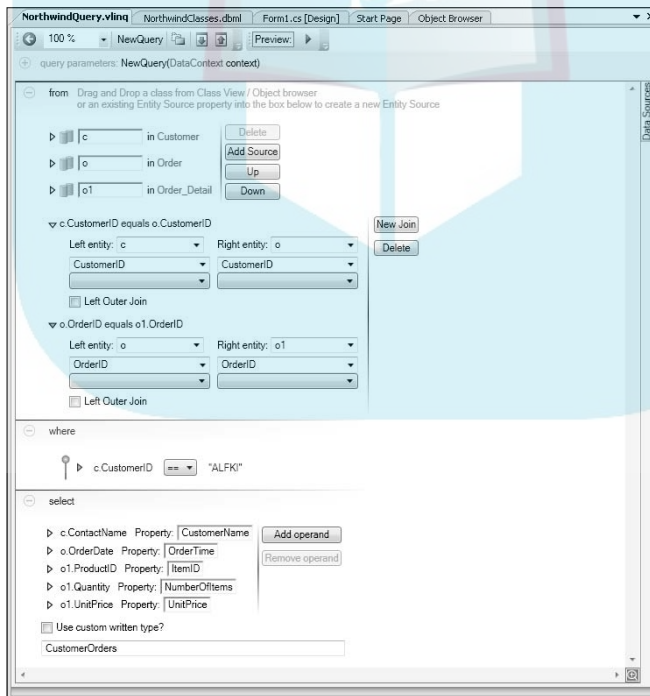 NorthwindQuery.vlinq NorthwindClasses.dbml Form1.cs [Design] Start Page Object Browser
100 % NewQuery Preview:
query parameters: NewQuery(DataContext context)
from Drag and Drop a class from Class View / Object browser
or an existing Entity Source property into the box below to create a new Entity Source
c in Customer Delete
Add Source
o in Order
Up
o1 in Order_Detail Down
c.CustomerID equals o.CustomerID New Join
Left entity: c Right entity: o Delete
CustomerID CustomerID
Left Outer Join
o.OrderID equals o1.OrderID
Left entity: o Right entity: o1
OrderID OrderID
Left Outer Join
where
c.CustomerID == "ALFKI"
select
c.ContactName Property: CustomerName Add operand
o.OrderDate Property: OrderTime Remove operand
o1.ProductID Property: ItemID
o1.Quantity Property: NumberOfItems
o1.UnitPrice Property: UnitPrice
Use custom written type?
CustomerOrders
Data Sources